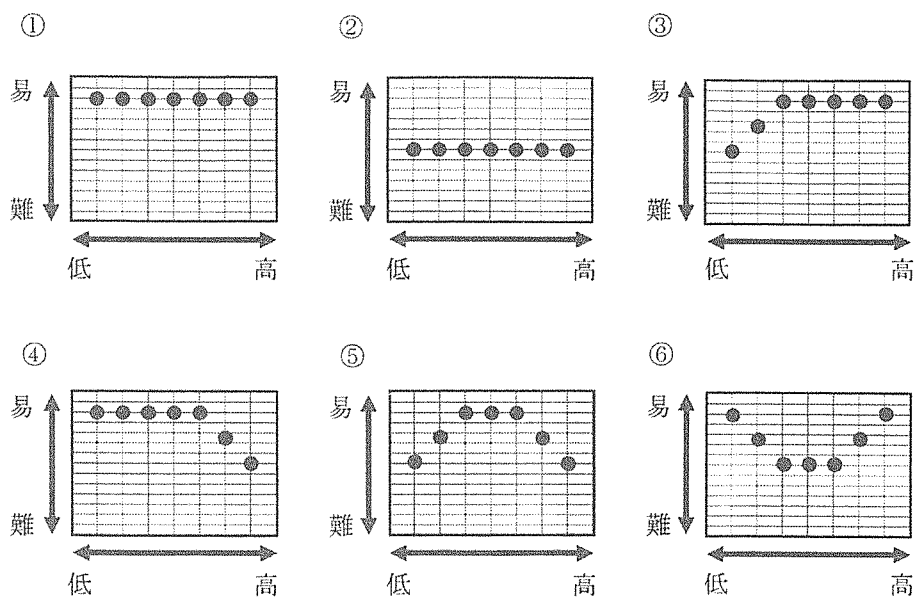 ① ② ③
易 易 易
難 難 難
低 高 低 高 低 高
④ ⑤ ⑥
易 易 易
難 難 難
低 高 低 高 低 高